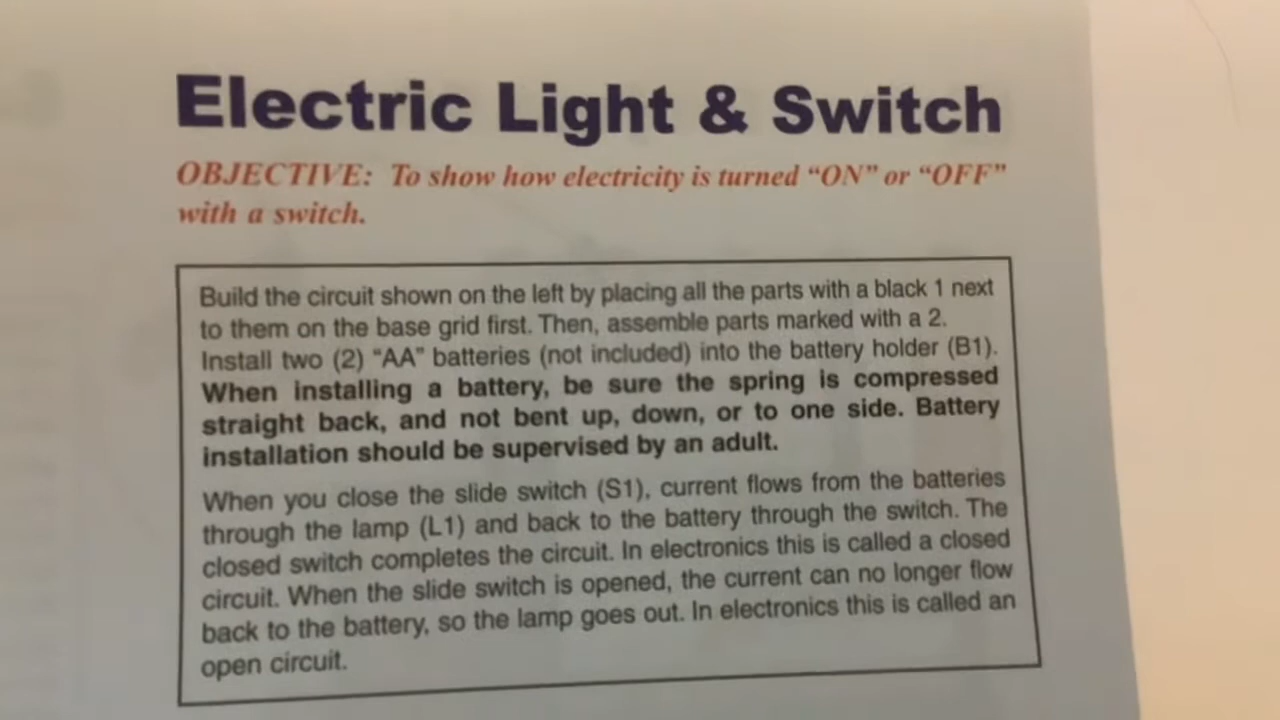 Electric Light & Switch
OBJECTIVE: To show how electricity is turned “ON” or “OFF”
with a switch.
Build the circuit shown on the left by placing all the parts with a black 1 next
to them on the base grid first. Then, assemble parts marked with a 2.
Install two (2) “AA” batteries (not included) into the battery holder (B1).
When installing a battery, be sure the spring is compressed
straight back, and not bent up, down, or to one side. Battery
installation should be supervised by an adult.
When you close the slide switch (S1), current flows from the batteries
through the lamp (L1) and back to the battery through the switch. The
closed switch completes the circuit. In electronics this is called a closed
circuit. When the slide switch is opened, the current can no longer flow
back to the battery, so the lamp goes out. In electronics this is called an
open circuit.